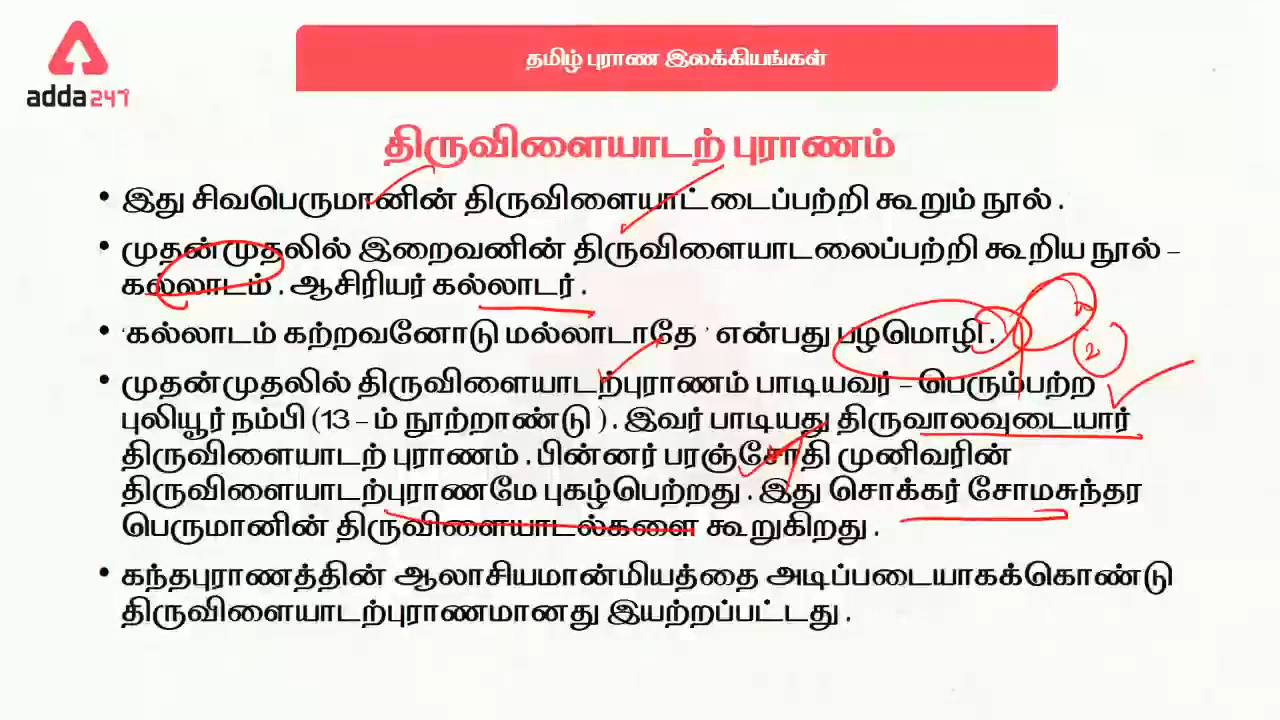 adda247
தமிழ் புராண இலக்கியங்கள்
திருவிளையாடற் புராணம்
• இது சிவபெருமானின் திருவிளையாட்டைப்பற்றி கூறும் நூல் .
• முதன்முதலில் இறைவனின் திருவிளையாடலைப்பற்றி கூறிய நூல் –
கல்லாடம் . ஆசிரியர் கல்லாடர் .
• ‘கல்லாடம் கற்றவனோடு மல்லாடாதே ’ என்பது பழமொழி .
2
• முதன்முதலில் திருவிளையாடற்புராணம் பாடியவர் – பெரும்பற்ற
புலியூர் நம்பி (13 – ம் நூற்றாண்டு ) . இவர் பாடியது திருவாலவுடையார்
திருவிளையாடற் புராணம் . பின்னர் பரஞ்சோதி முனிவரின்
திருவிளையாடற்புராணமே புகழ்பெற்றது . இது சொக்கர் சோமசுந்தர
பெருமானின் திருவிளையாடல்களை கூறுகிறது .
• கந்தபுராணத்தின் ஆலாசியமான்மியத்தை அடிப்படையாகக்கொண்டு
திருவிளையாடற்புராணமானது இயற்றப்பட்டது .